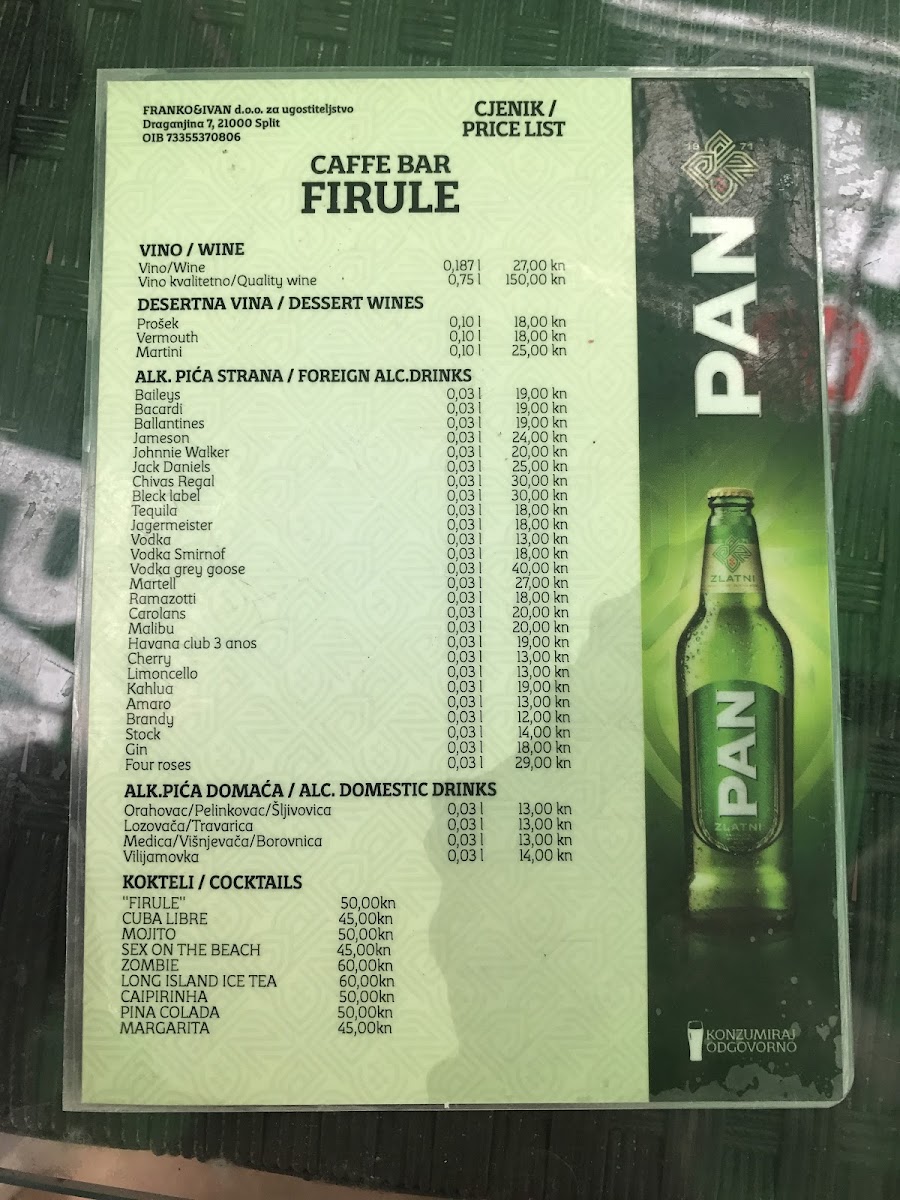 FRANKO&IVAN d.o.o. za ugostiteljstvo
Draganjina 7, 21000 Split
OIB 73355370806
CJENIK /
PRICE LIST
CAFFE BAR
FIRULE
VINO / WINE
Vino/Wine 0,187 l 27,00 kn
Vino kvalitetno/Quality wine 0,75 l 150,00 kn
DESERTNA VINA / DESSERT WINES
Prošek 0,10 l 18,00 kn
Vermouth 0,10 l 18,00 kn
Martini 0,10 l 25,00 kn
ALK. PIĆA STRANA / FOREIGN ALC.DRINKS
Baileys 0,03 l 19,00 kn
Bacardi 0,03 l 19,00 kn
Ballantines 0,03 l 19,00 kn
Jameson 0,03 l 24,00 kn
Johnnie Walker 0,03 l 20,00 kn
Jack Daniels 0,03 l 25,00 kn
Chivas Regal 0,03 l 30,00 kn
Bleck label 0,03 l 30,00 kn
Tequila 0,03 l 18,00 kn
Jagermeister 0,03 l 18,00 kn
Vodka 0,03 l 13,00 kn
Vodka Smirnof 0,03 l 18,00 kn
Vodka grey goose 0,03 l 40,00 kn
Martell 0,03 l 27,00 kn
Ramazotti 0,03 l 18,00 kn
Carolans 0,03 l 20,00 kn
Malibu 0,03 l 20,00 kn
Havana club 3 anos 0,03 l 19,00 kn
Cherry 0,03 l 13,00 kn
Limoncello 0,03 l 13,00 kn
Kahlua 0,03 l 19,00 kn
Amaro 0,03 l 13,00 kn
Brandy 0,03 l 12,00 kn
Stock 0,03 l 14,00 kn
Gin 0,03 l 18,00 kn
Four roses 0,03 l 29,00 kn
ALK.PIĆA DOMAĆA / ALC. DOMESTIC DRINKS
Orahovac/Pelinkovac/Šljivovica 0,03 l 13,00 kn
Lozovača/Travarica 0,03 l 13,00 kn
Medica/Višnjevača/Borovnica 0,03 l 13,00 kn
Vilijamovka 0,03 l 14,00 kn
KOKTELI / COCKTAILS
"FIRULE" 50,00kn
CUBA LIBRE 45,00kn
MOJITO 50,00kn
SEX ON THE BEACH 45,00kn
ZOMBIE 60,00kn
LONG ISLAND ICE TEA 60,00kn
CAIPIRINHA 50,00kn
PINA COLADA 50,00kn
MARGARITA 45,00kn
19 71
PAN
ZLATNI
PAN
ZLATNI
KONZUMIRAJ
ODGOVORNO